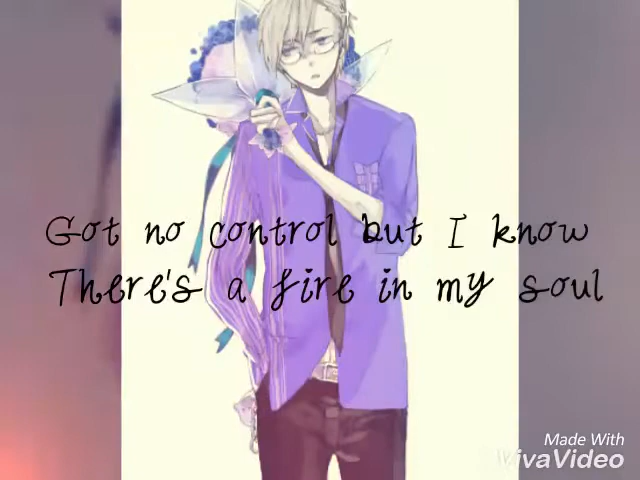 Got no control but I know
There's a fire in my soul
Made With
VivaVideo